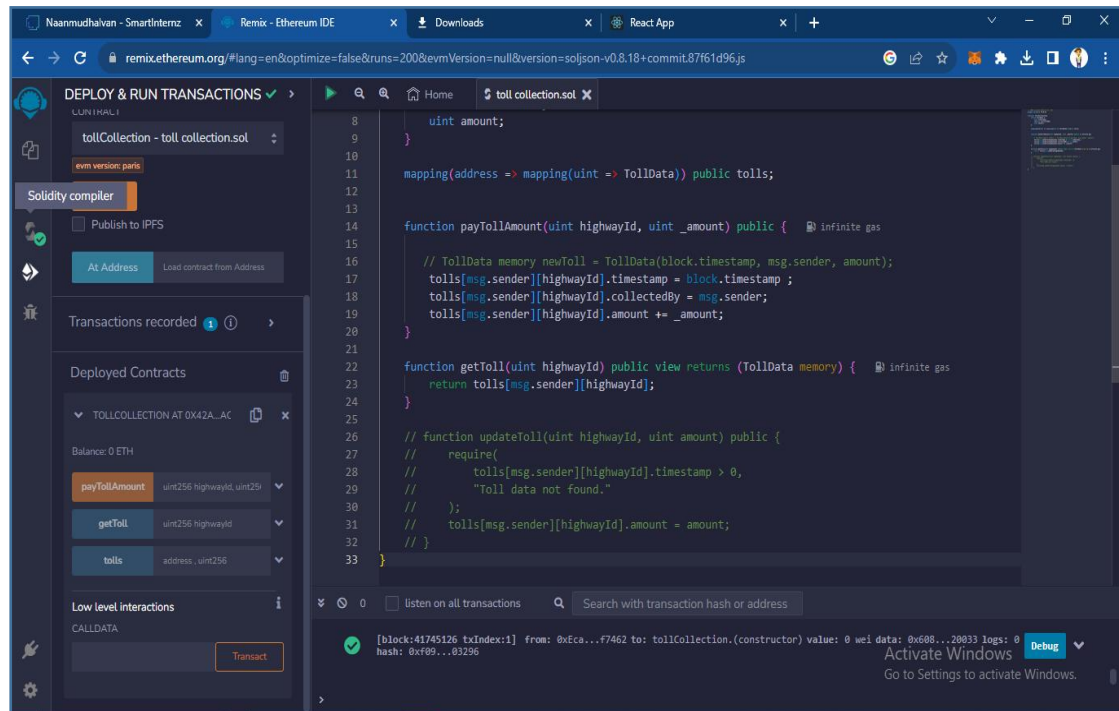 Naanmudhalvan - SmartInternz
Remix - Ethereum IDE
Downloads
React App
remix.ethereum.org/#lang=en&optimize=false&runs=200&evmVersion=null&version=soljson-v0.8.18+commit.87f61d96.js
DEPLOY & RUN TRANSACTIONS
CONTRACT
tollCollection - toll collection.sol
evm version: paris
Solidity compiler
Publish to IPFS
At Address Load contract from Address
Transactions recorded 1 i
Deployed Contracts
TOLLCOLLECTION AT 0X42A...AC
Balance: 0 ETH
payTollAmount uint256 highwayId, uint25
getToll uint256 highwayId
tolls address , uint256
Low level interactions i
CALLDATA
Transact
Home toll collection.sol
8 uint amount;
9 }
10
11 mapping(address => mapping(uint => TollData)) public tolls;
12
13
14 function payTollAmount(uint highwayId, uint _amount) public { infinite gas
15
16 // TollData memory newToll = TollData(block.timestamp, msg.sender, amount);
17 tolls[msg.sender][highwayId].timestamp = block.timestamp ;
18 tolls[msg.sender][highwayId].collectedBy = msg.sender;
19 tolls[msg.sender][highwayId].amount += _amount;
20 }
21
22 function getToll(uint highwayId) public view returns (TollData memory) { infinite gas
23 return tolls[msg.sender][highwayId];
24 }
25
26 // function updateToll(uint highwayId, uint amount) public {
27 // require(
28 // tolls[msg.sender][highwayId].timestamp > 0,
29 // "Toll data not found."
30 // );
31 // tolls[msg.sender][highwayId].amount = amount;
32 // }
33 }
0 listen on all transactions Search with transaction hash or address
[block:41745126 txIndex:1] from: 0xEca...f7462 to: tollCollection.(constructor) value: 0 wei data: 0x608...20033 logs: 0
hash: 0xf09...03296
Debug
Activate Windows
Go to Settings to activate Windows.
>